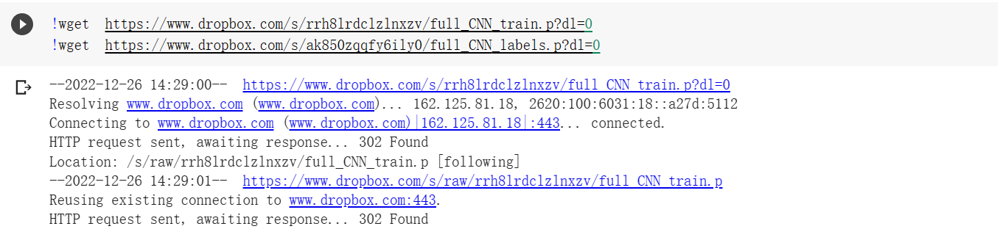 !wget  https://www.dropbox.com/s/rrh8lrdclzlnxzv/full_CNN_train.p?dl=0
!wget  https://www.dropbox.com/s/ak850zqqfy6ily0/full_CNN_labels.p?dl=0
--2022-12-26 14:29:00--  https://www.dropbox.com/s/rrh8lrdclzlnxzv/full_CNN_train.p?dl=0
Resolving www.dropbox.com (www.dropbox.com)... 162.125.81.18, 2620:100:6031:18::a27d:5112
Connecting to www.dropbox.com (www.dropbox.com)|162.125.81.18|:443... connected.
HTTP request sent, awaiting response... 302 Found
Location: /s/raw/rrh8lrdclzlnxzv/full_CNN_train.p [following]
--2022-12-26 14:29:01--  https://www.dropbox.com/s/raw/rrh8lrdclzlnxzv/full_CNN_train.p
Reusing existing connection to www.dropbox.com:443.
HTTP request sent, awaiting response... 302 Found